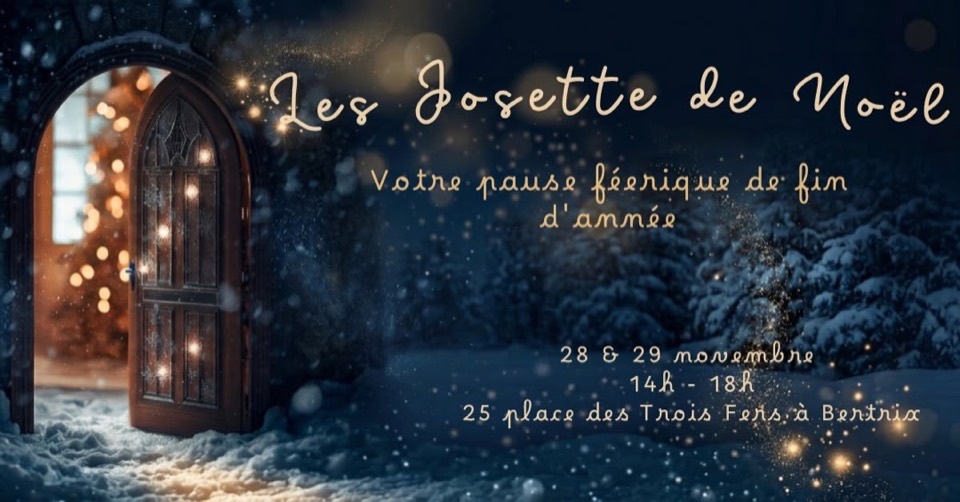 Les Josette de Noël
Votre pause féerique de fin
d'année
28 & 29 novembre
14h - 18h
25 place des Trois Fers à Bertrix